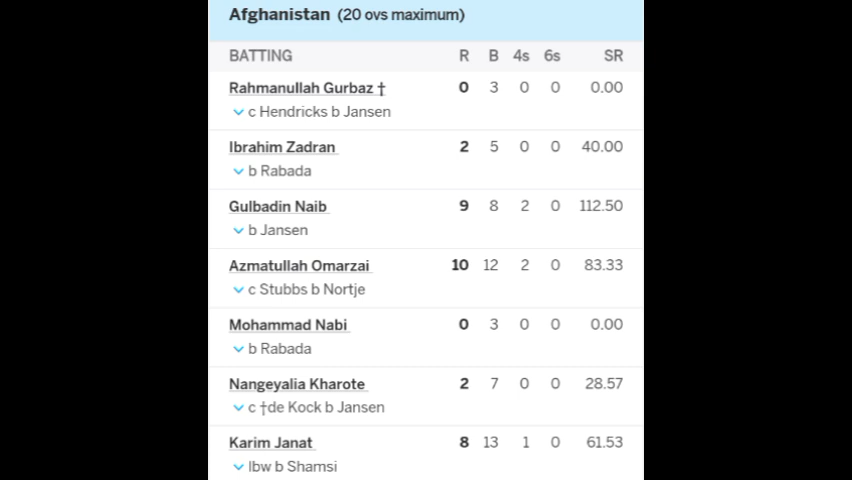 Afghanistan (20 ovs maximum)
BATTING R B 4s 6s SR
Rahmanullah Gurbaz † 0 3 0 0 0.00
c Hendricks b Jansen
Ibrahim Zadran 2 5 0 0 40.00
b Rabada
Gulbadin Naib 9 8 2 0 112.50
b Jansen
Azmatullah Omarzai 10 12 2 0 83.33
c Stubbs b Nortje
Mohammad Nabi 0 3 0 0 0.00
b Rabada
Nangeyalia Kharote 2 7 0 0 28.57
c †de Kock b Jansen
Karim Janat 8 13 1 0 61.53
lbw b Shamsi